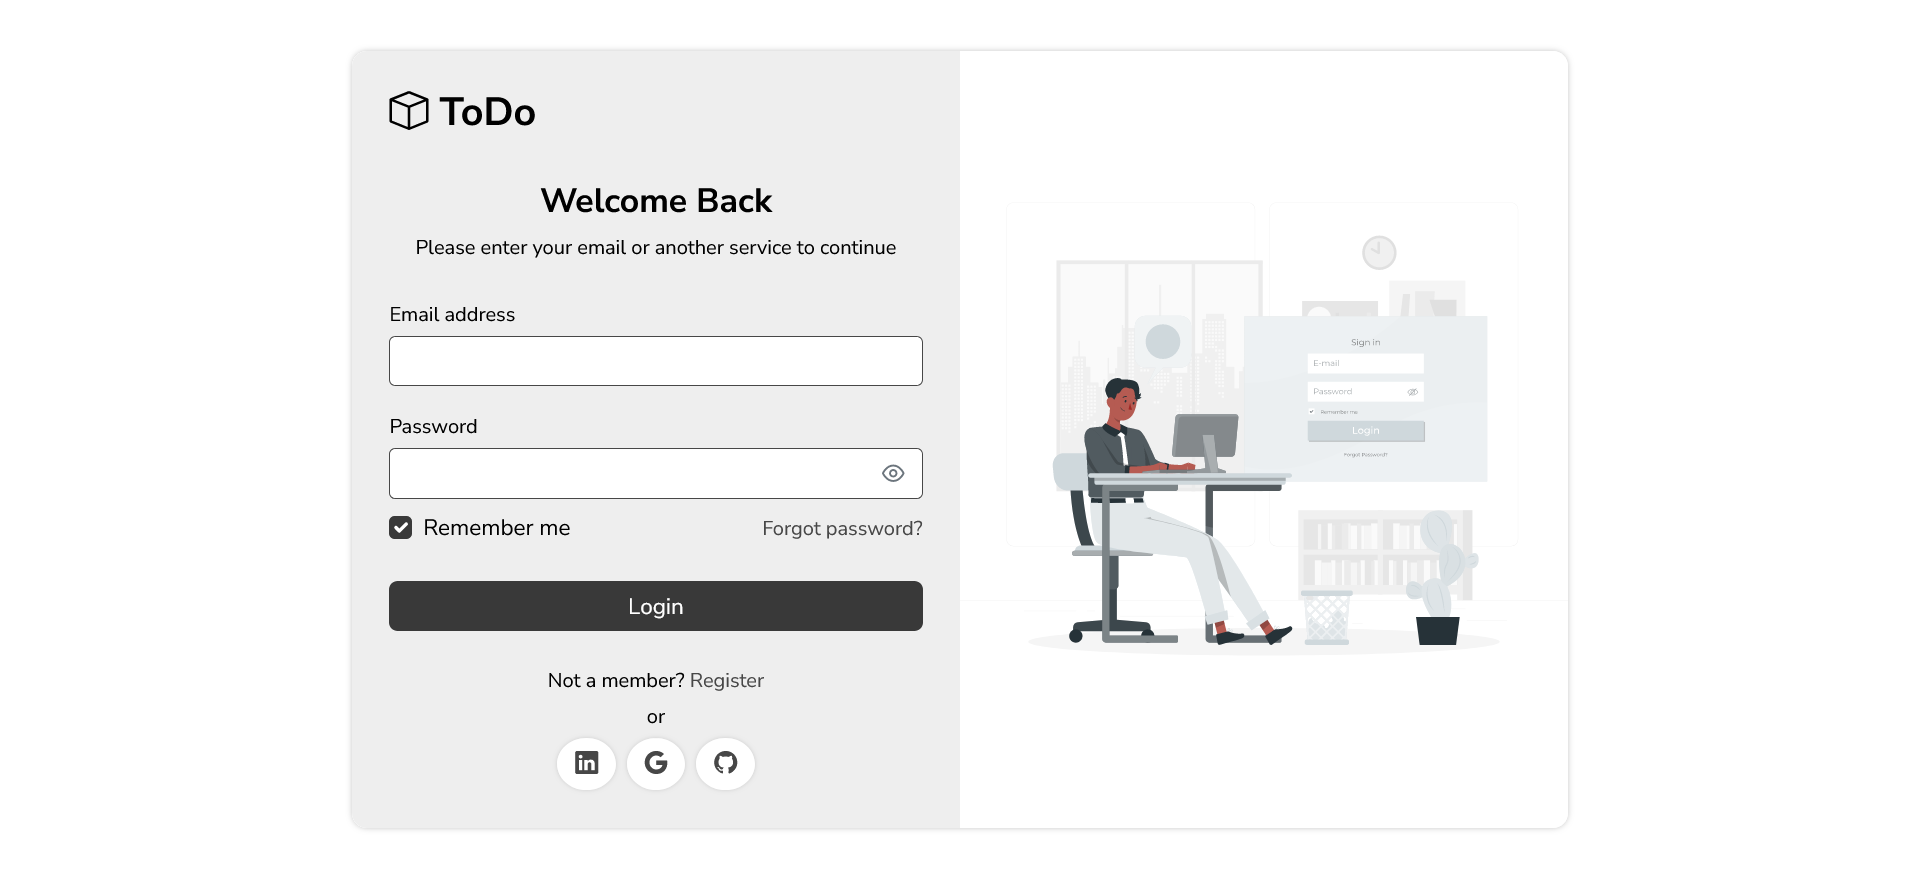 ToDo
Welcome Back
Please enter your email or another service to continue
Email address
Password
Remember me
Forgot password?
Login
Not a member? Register
or
Sign in
E-mail
Password
Remember me
Login
Forgot Password?